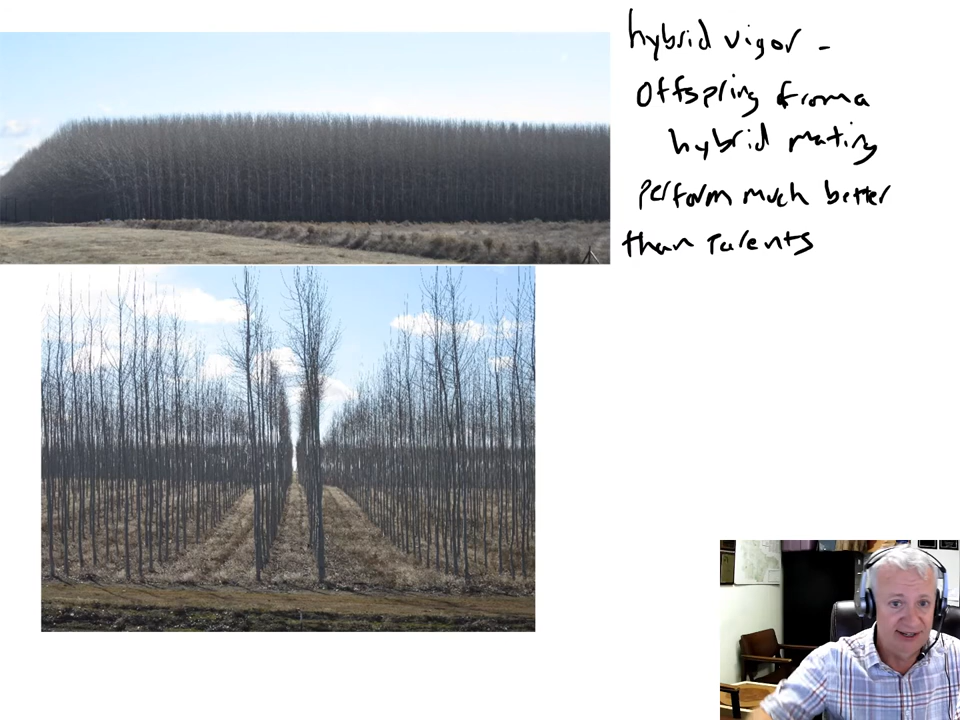 hybrid vigor -
offspring from a
hybrid mating
perform much better
than parents